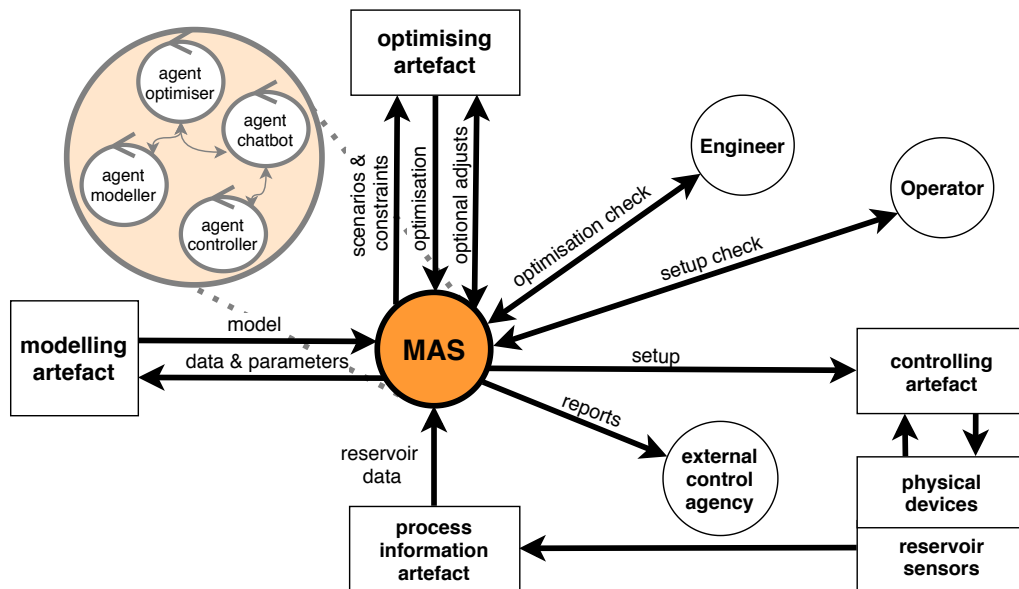 optimising
artefact
agent
optimiser
agent
chatbot
agent
modeller
agent
controller
scenarios &
constraints
optimisation
optional adjusts
Engineer
Operator
optimisation check
setup check
modelling
artefact
model
data & parameters
MAS
setup
controlling
artefact
reports
reservoir
data
external
control
agency
physical
devices
process
information
artefact
reservoir
sensors